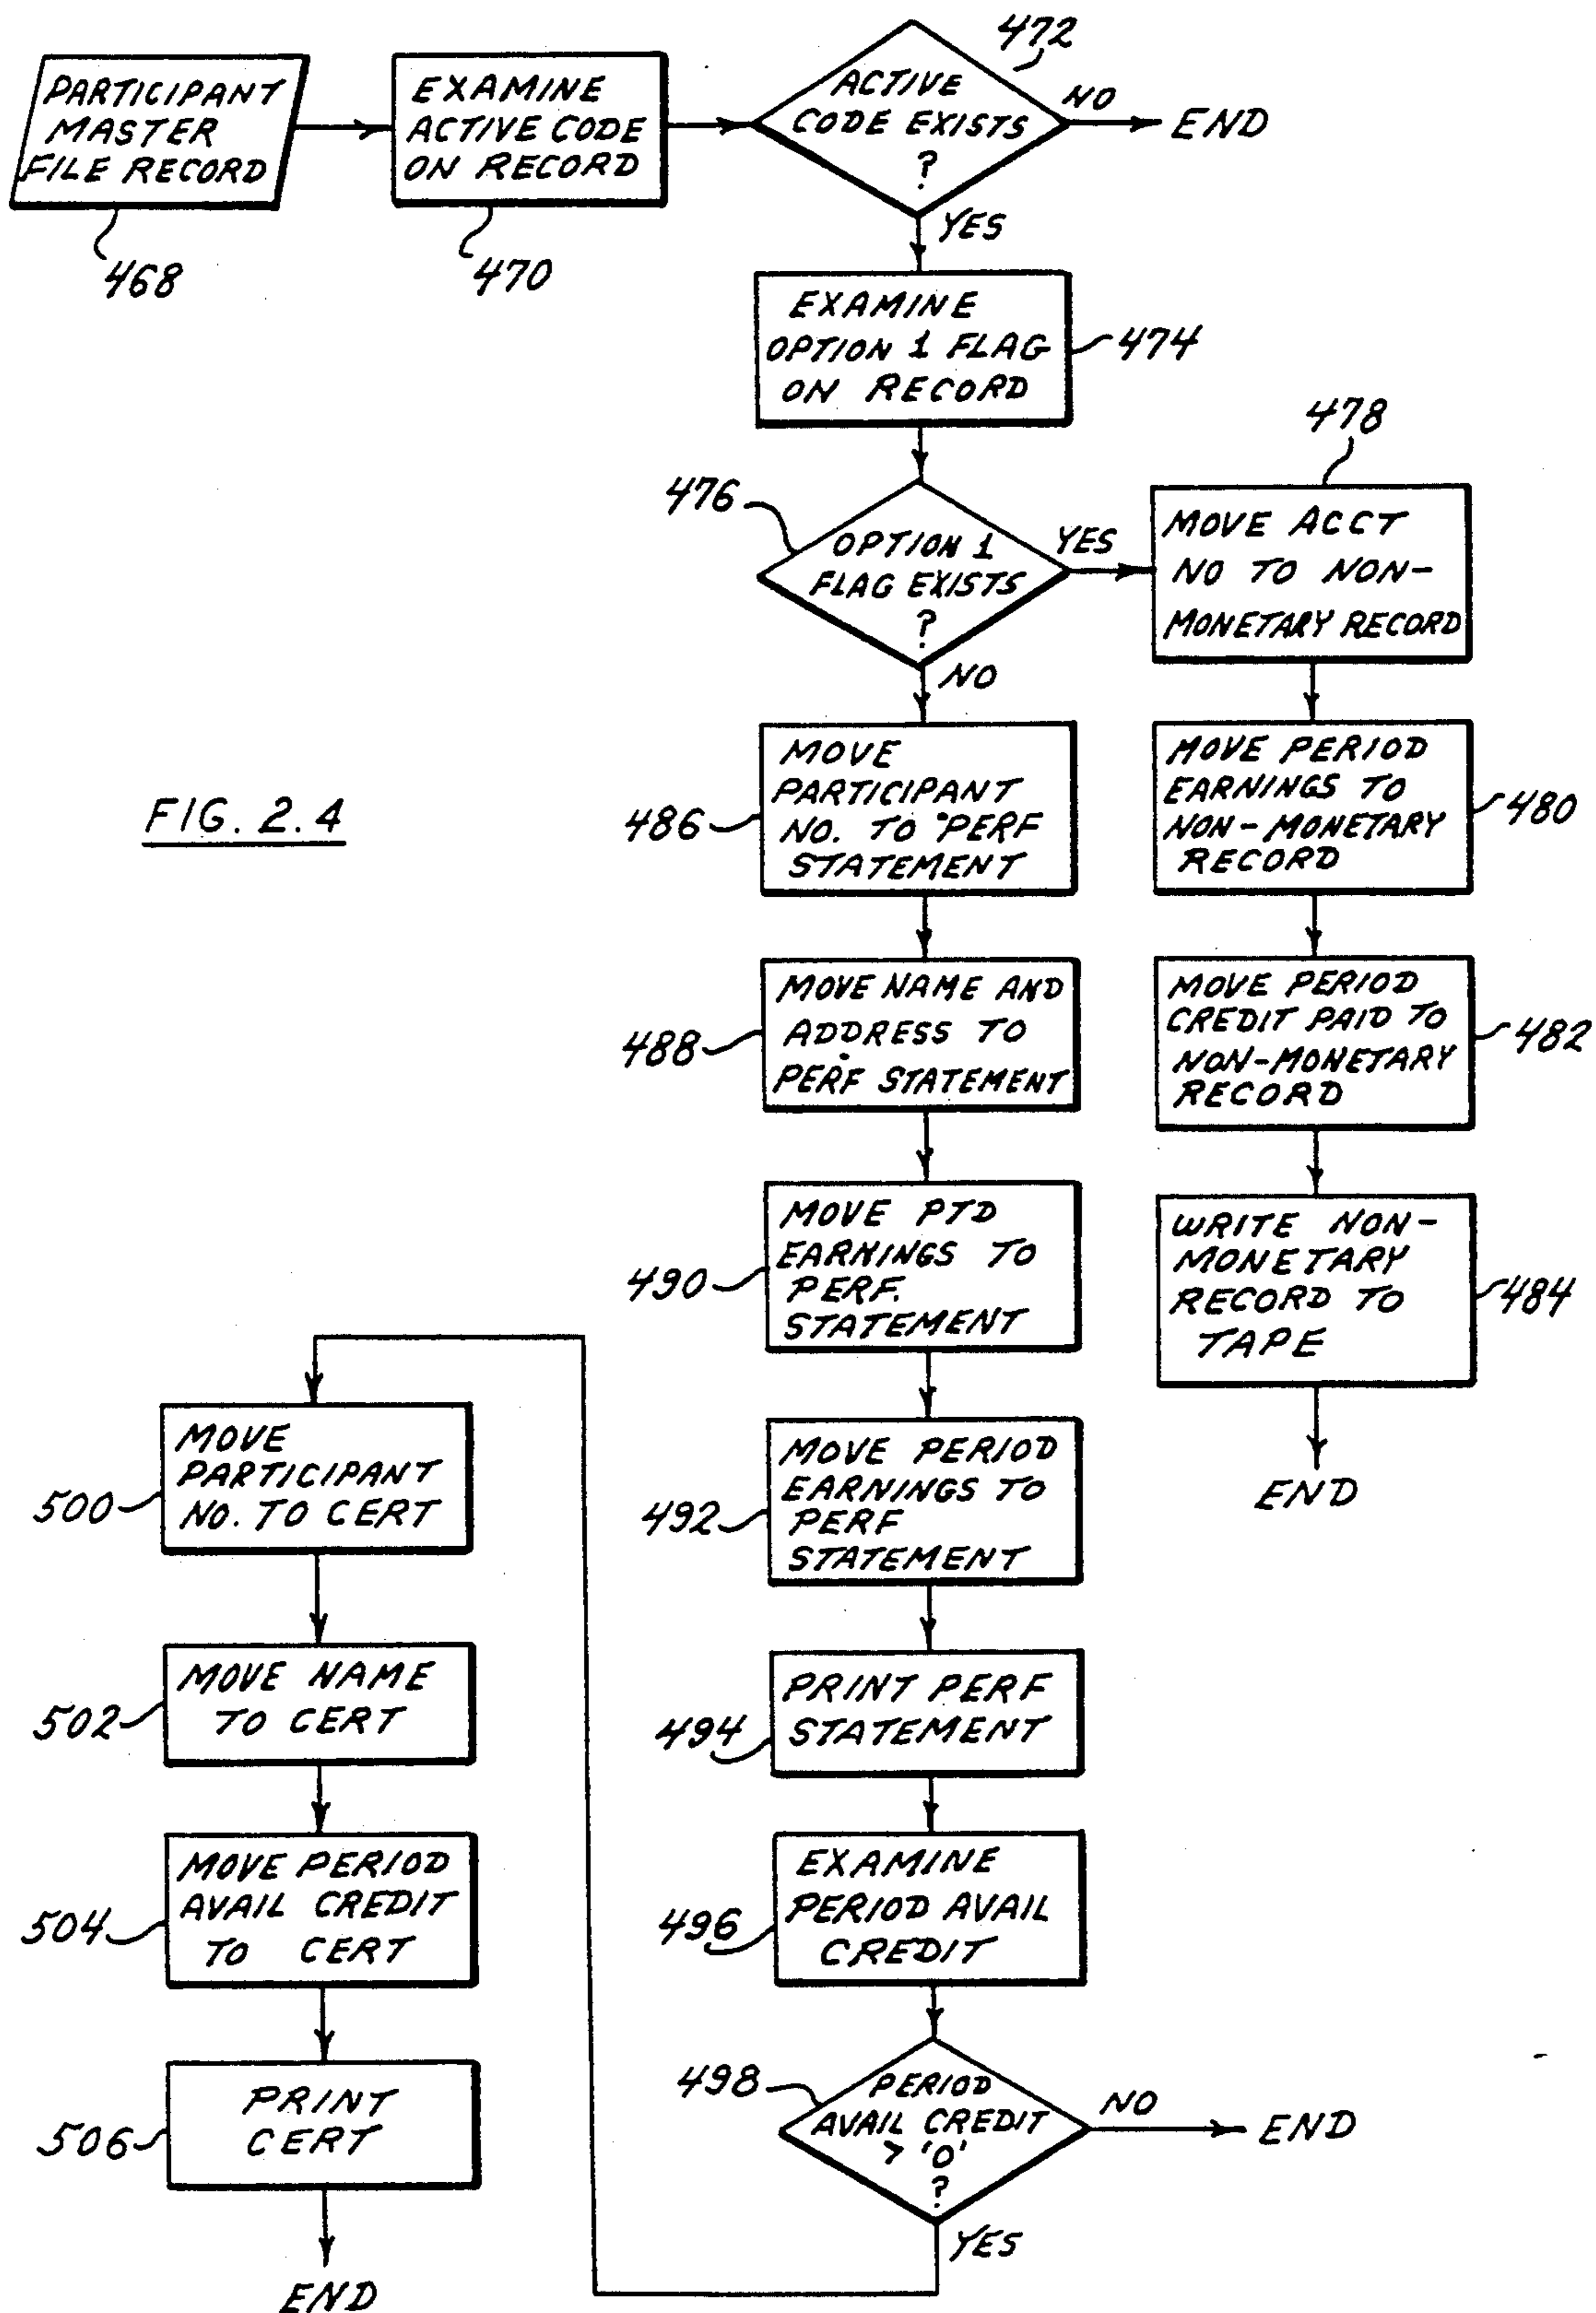 PARTICIPANT
MASTER
FILE RECORD
468
EXAMINE
ACTIVE CODE
ON RECORD
470
ACTIVE
CODE EXISTS
?
472
NO
END
YES
EXAMINE
OPTION 1 FLAG
ON RECORD
474
OPTION 1
FLAG EXISTS
?
476
YES
NO
478
MOVE ACCT
NO TO NON-
MONETARY RECORD
MOVE PERIOD
EARNINGS TO
NON-MONETARY
RECORD
480
MOVE PERIOD
CREDIT PAID TO
NON-MONETARY
RECORD
482
WRITE NON-
MONETARY
RECORD TO
TAPE
484
END
FIG. 2.4
MOVE
PARTICIPANT
NO. TO PERF
STATEMENT
486
MOVE NAME AND
ADDRESS TO
PERF STATEMENT
488
MOVE PTD
EARNINGS TO
PERF.
STATEMENT
490
MOVE PERIOD
EARNINGS TO
PERF
STATEMENT
492
PRINT PERF
STATEMENT
494
EXAMINE
PERIOD AVAIL
CREDIT
496
PERIOD
AVAIL CREDIT
> '0'
?
498
NO
END
YES
MOVE
PARTICIPANT
NO. TO CERT
500
MOVE NAME
TO CERT
502
MOVE PERIOD
AVAIL CREDIT
TO CERT
504
PRINT
CERT
506
END